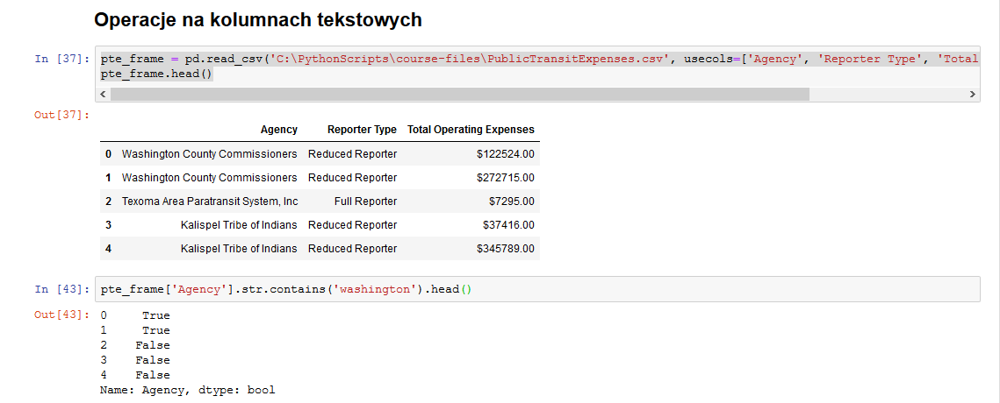 Operacje na kolumnach tekstowych
In [37]: pte_frame = pd.read_csv('C:\PythonScripts\course-files\PublicTransitExpenses.csv', usecols=['Agency', 'Reporter Type', 'Total
pte_frame.head()
Out[37]:
Agency Reporter Type Total Operating Expenses
0 Washington County Commissioners Reduced Reporter $122524.00
1 Washington County Commissioners Reduced Reporter $272715.00
2 Texoma Area Paratransit System, Inc Full Reporter $7295.00
3 Kalispel Tribe of Indians Reduced Reporter $37416.00
4 Kalispel Tribe of Indians Reduced Reporter $345789.00
In [43]: pte_frame['Agency'].str.contains('washington').head()
Out[43]: 0 True
1 True
2 False
3 False
4 False
Name: Agency, dtype: bool